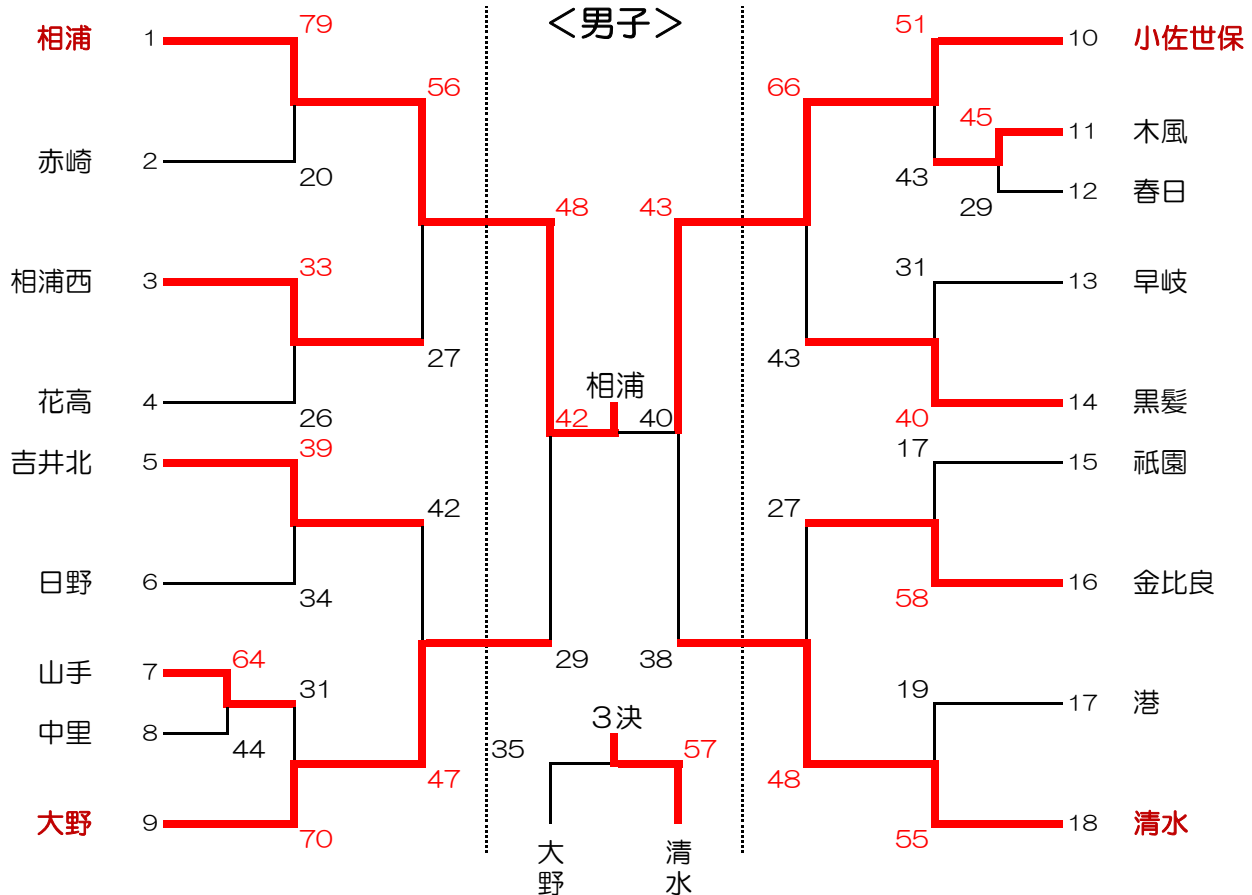 ＜男子＞
相浦 1 79 51 10 小佐世保
56 66
45 11 木風
赤崎 2 20 43
29 12 春日
48 43
相浦西 3 33 31 13 早岐
27 43
相浦
花高 4 26 42 40 40 14 黒髪
吉井北 5 39 17 15 祇園
42 27
日野 6 34 58 16 金比良
山手 7 64 29 38
31 19 17 港
中里 8 44 3決
35 57
47 48
大野 9 70 55 18 清水
大野 清水